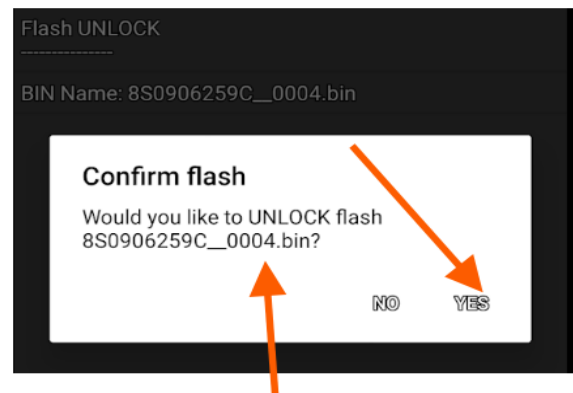 Flash UNLOCK
---------------
BIN Name: 8S0906259C__0004.bin
Confirm flash
Would you like to UNLOCK flash
8S0906259C__0004.bin?
NO YES